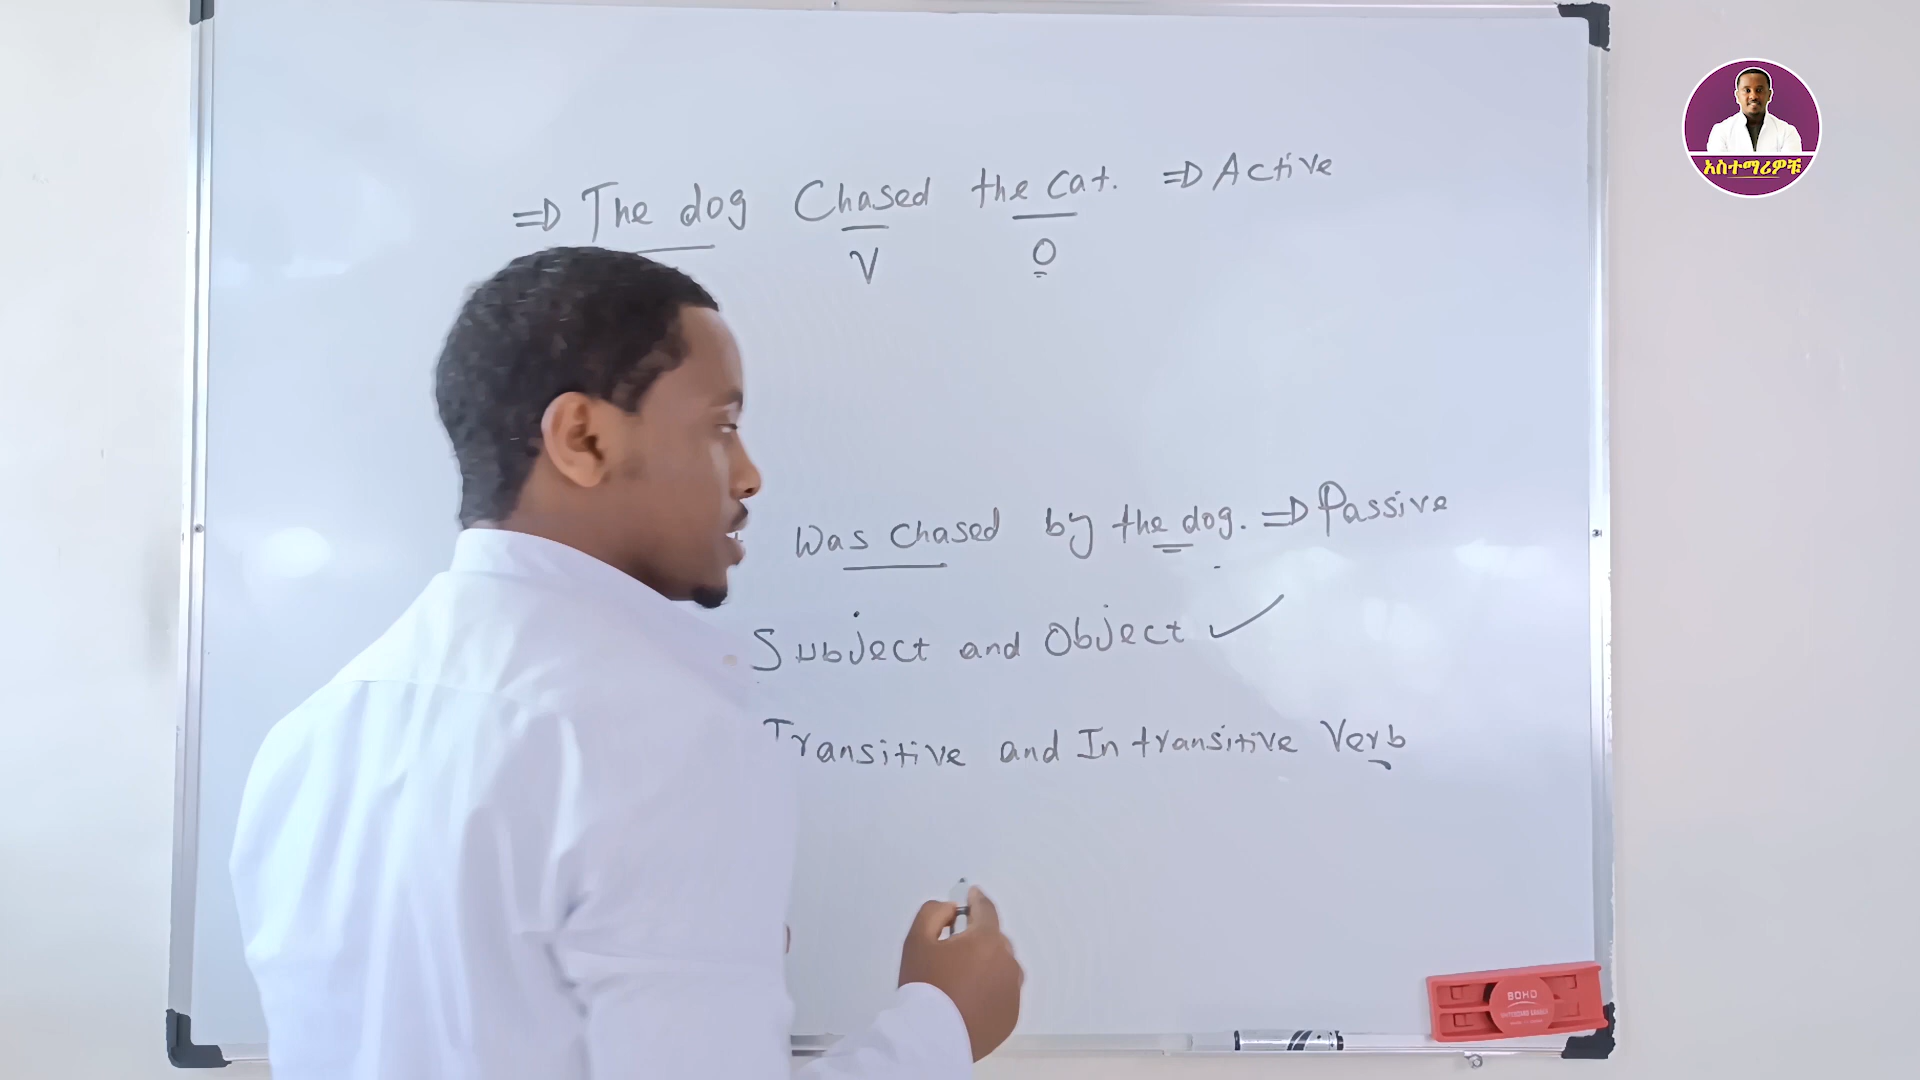 ⇒ The dog Chased the Cat. ⇒ Active
V O
Was Chased by the dog. ⇒ Passive
Subject and Object ✓
Transitive and Intransitive Verb
አስተማሪዎቹ
BOHO